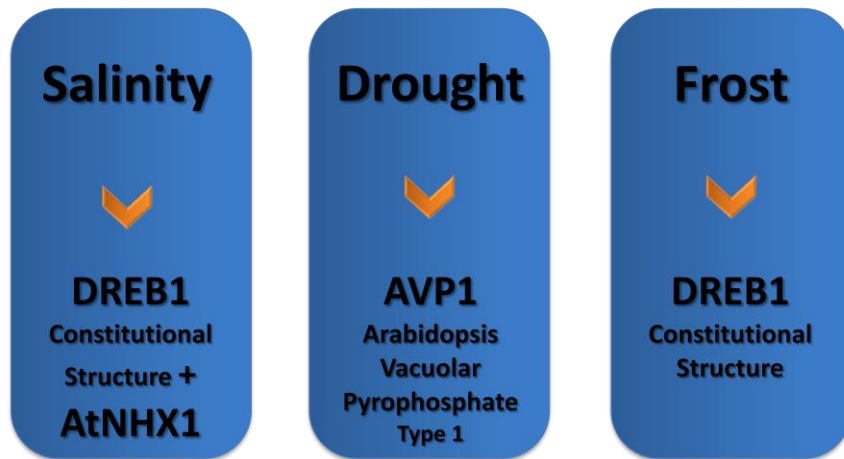 Salinity
DREB1
Constitutional
Structure +
AtNHX1
Drought
AVP1
Arabidopsis
Vacuolar
Pyrophosphate
Type 1
Frost
DREB1
Constitutional
Structure